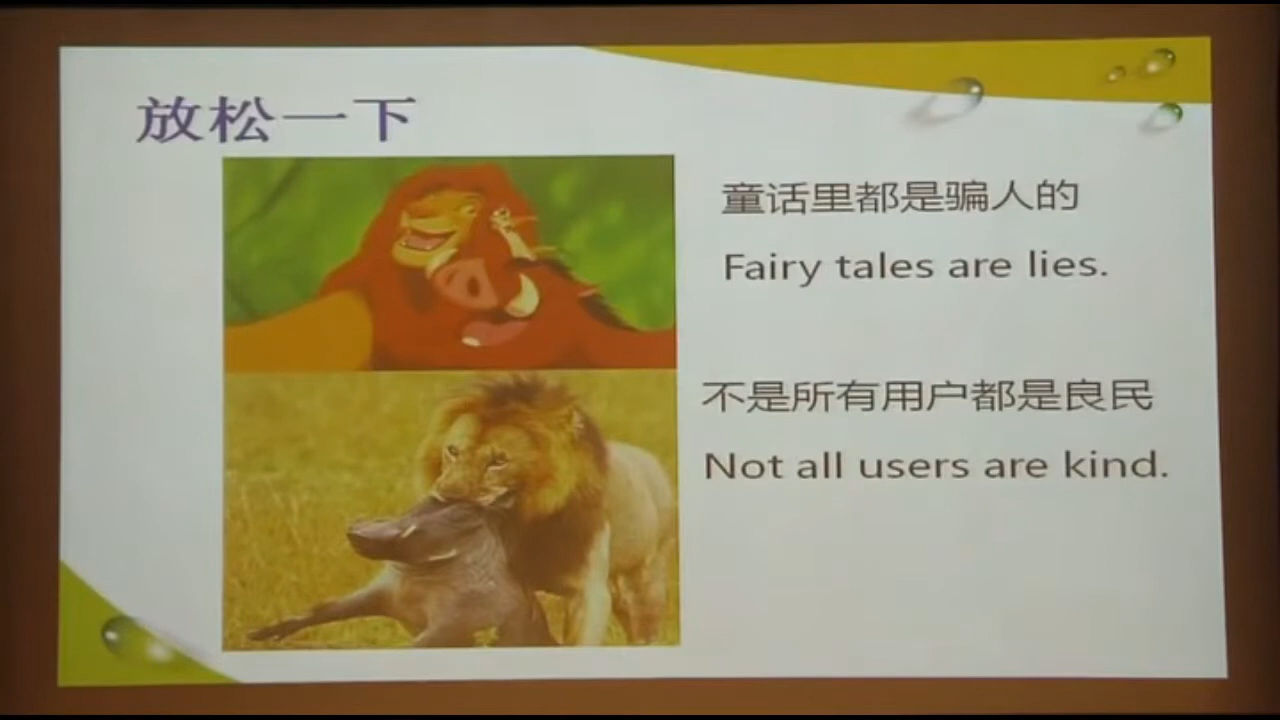 放松一下
童话里都是骗人的
Fairy tales are lies.
不是所有用户都是良民
Not all users are kind.